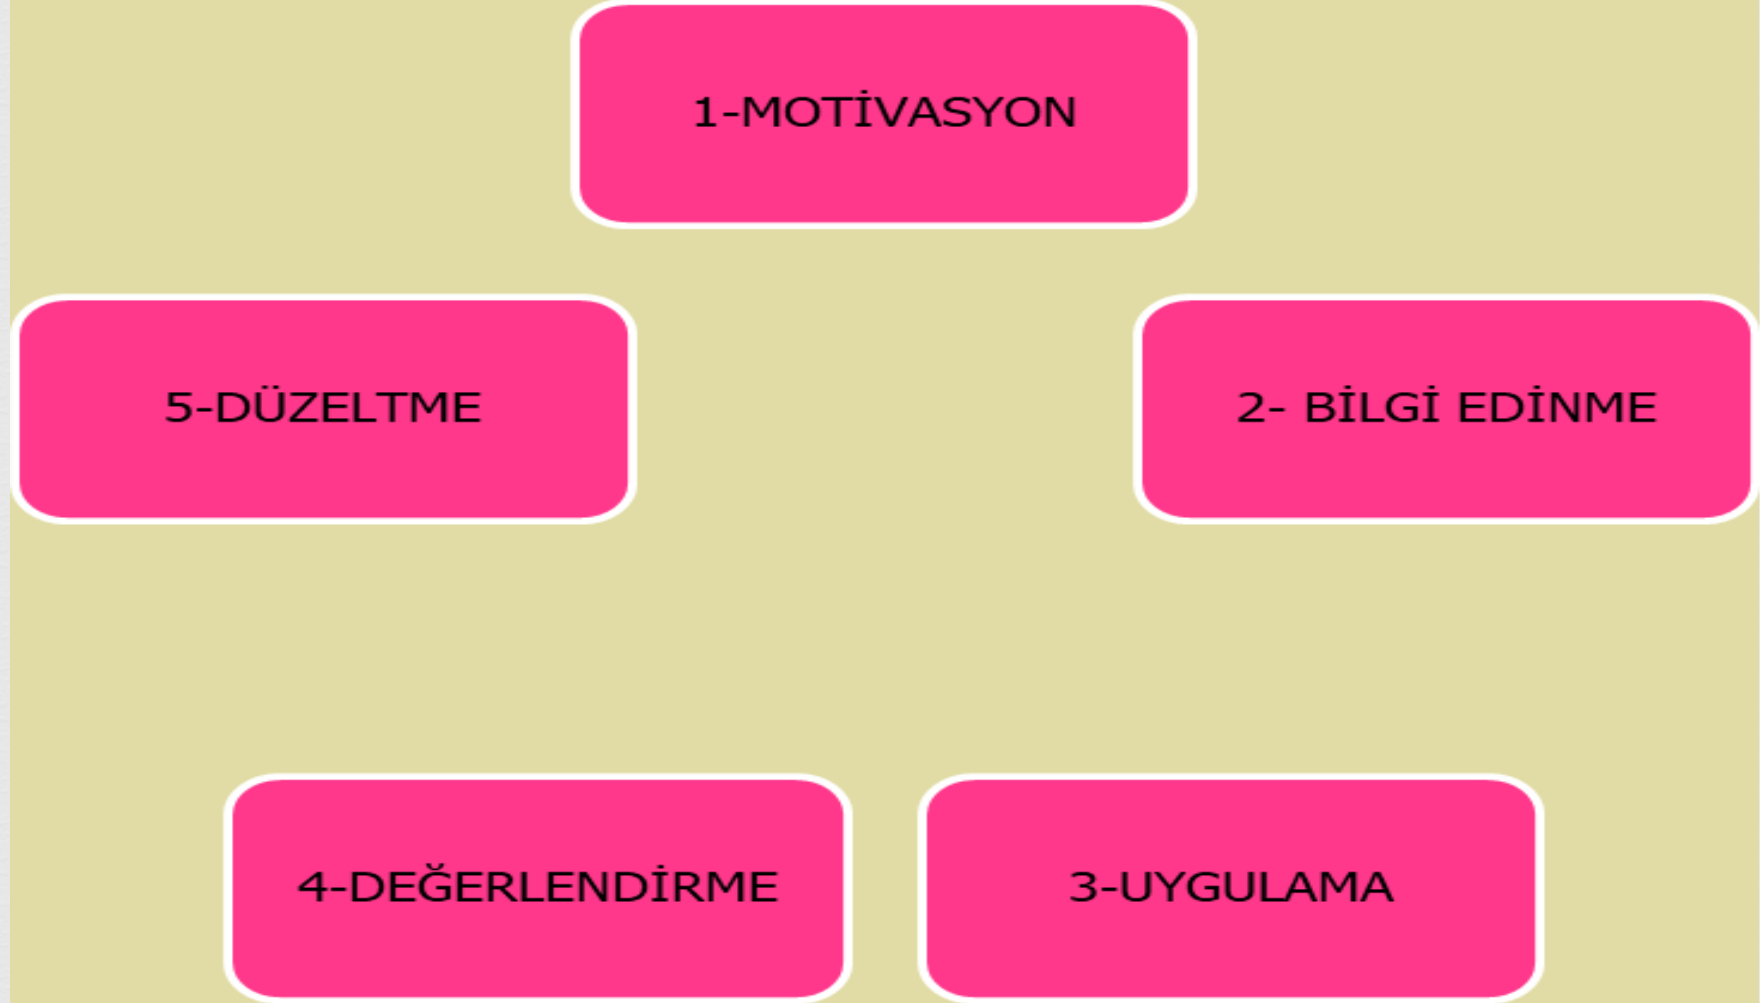 1-MOTİVASYON
2- BİLGİ EDİNME
3-UYGULAMA
4-DEĞERLENDİRME
5-DÜZELTME